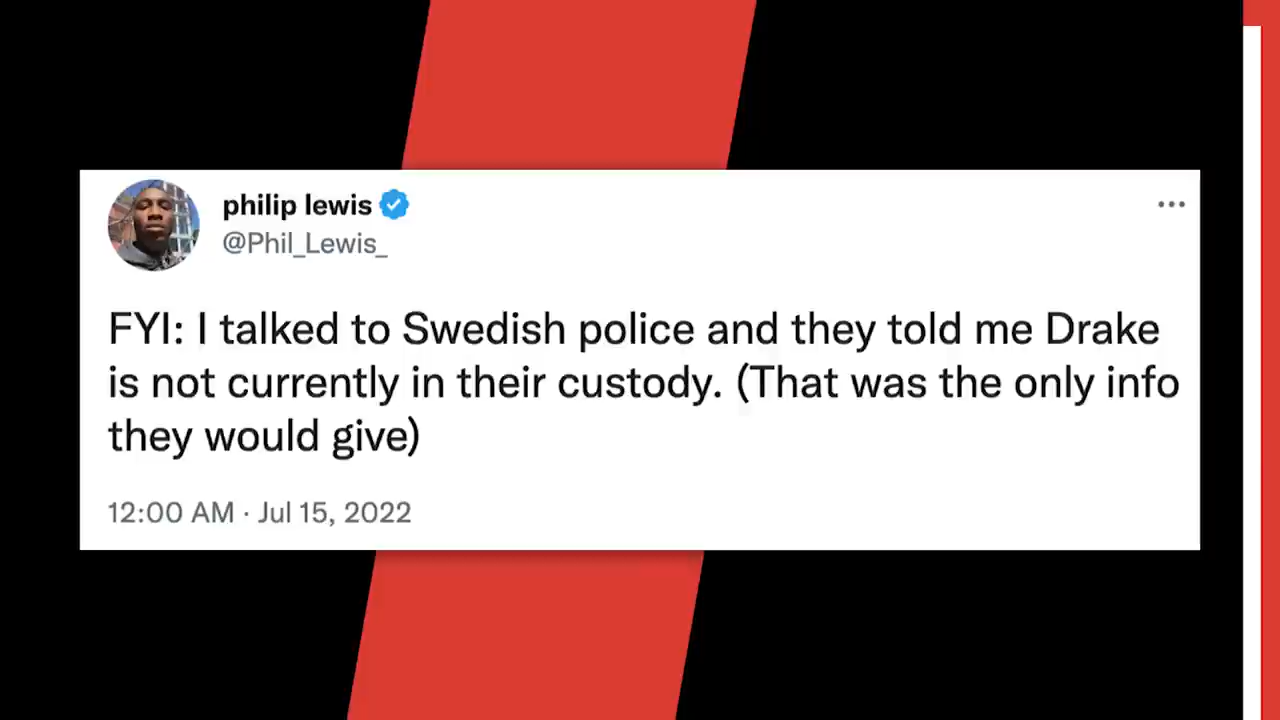 philip lewis
@Phil_Lewis_
FYI: I talked to Swedish police and they told me Drake
is not currently in their custody. (That was the only info
they would give)
12:00 AM · Jul 15, 2022